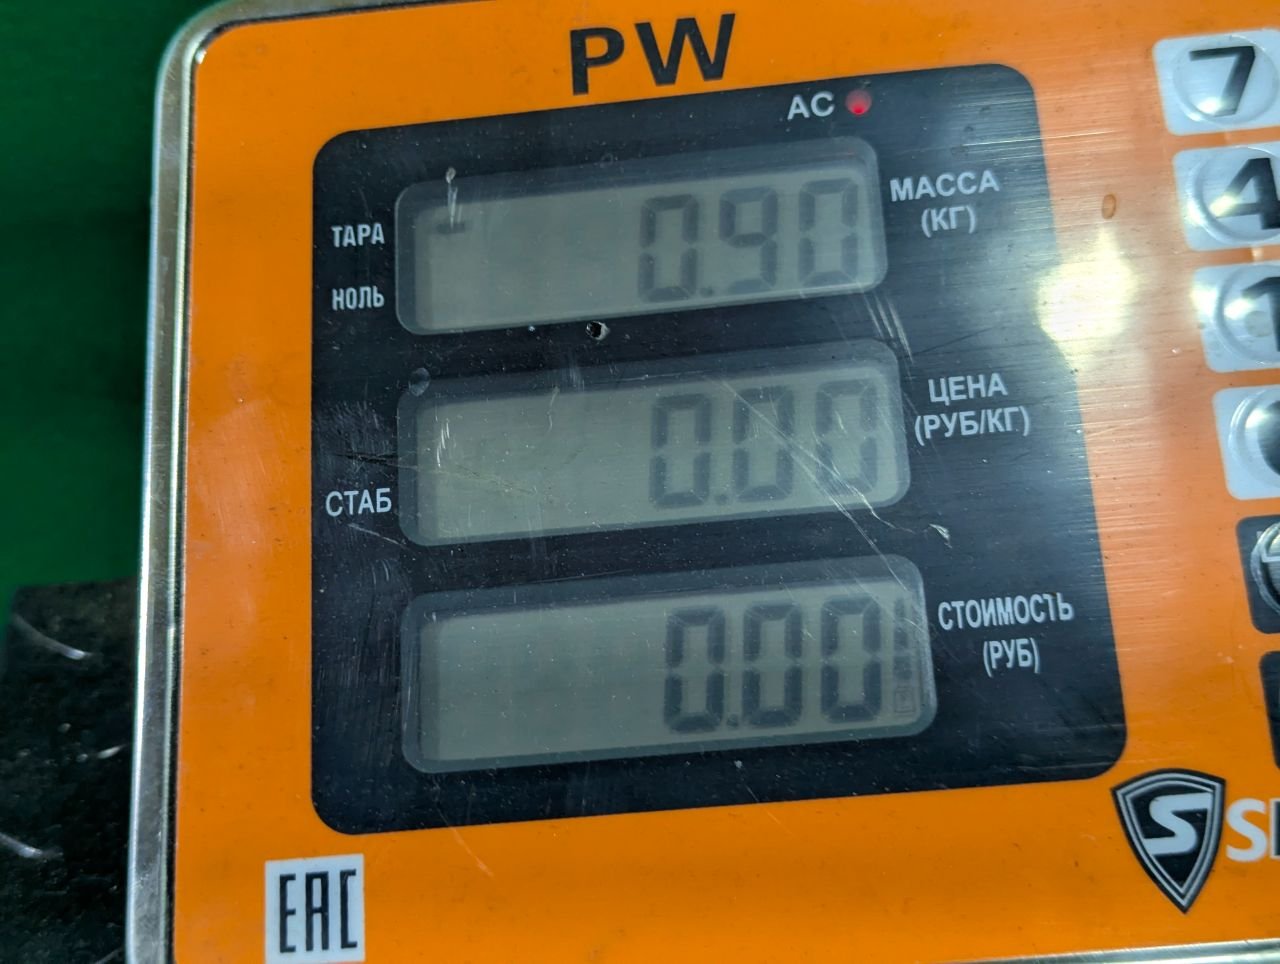 PW
AC
ТАРА
НОЛЬ
0.90
МАССА
(КГ)
СТАБ
0.00
ЦЕНА
(РУБ/КГ)
0.00
СТОИМОСТЬ
(РУБ)
7
4
1
S
EAC